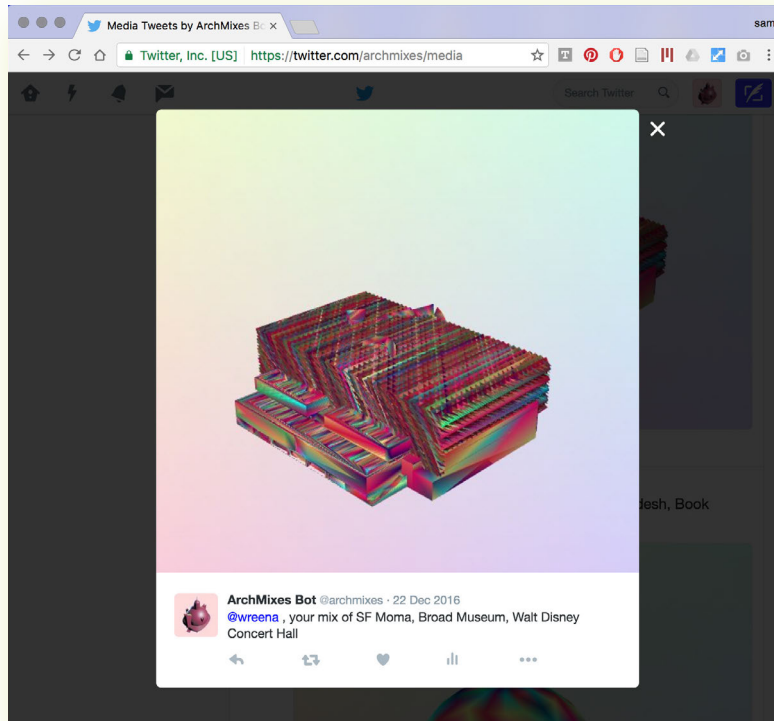 Media Tweets by ArchMixes Bo
sam
Twitter, Inc. [US] https://twitter.com/archmixes/media
Search Twitter
desh, Book
ArchMixes Bot @archmixes · 22 Dec 2016
@wreena , your mix of SF Moma, Broad Museum, Walt Disney
Concert Hall